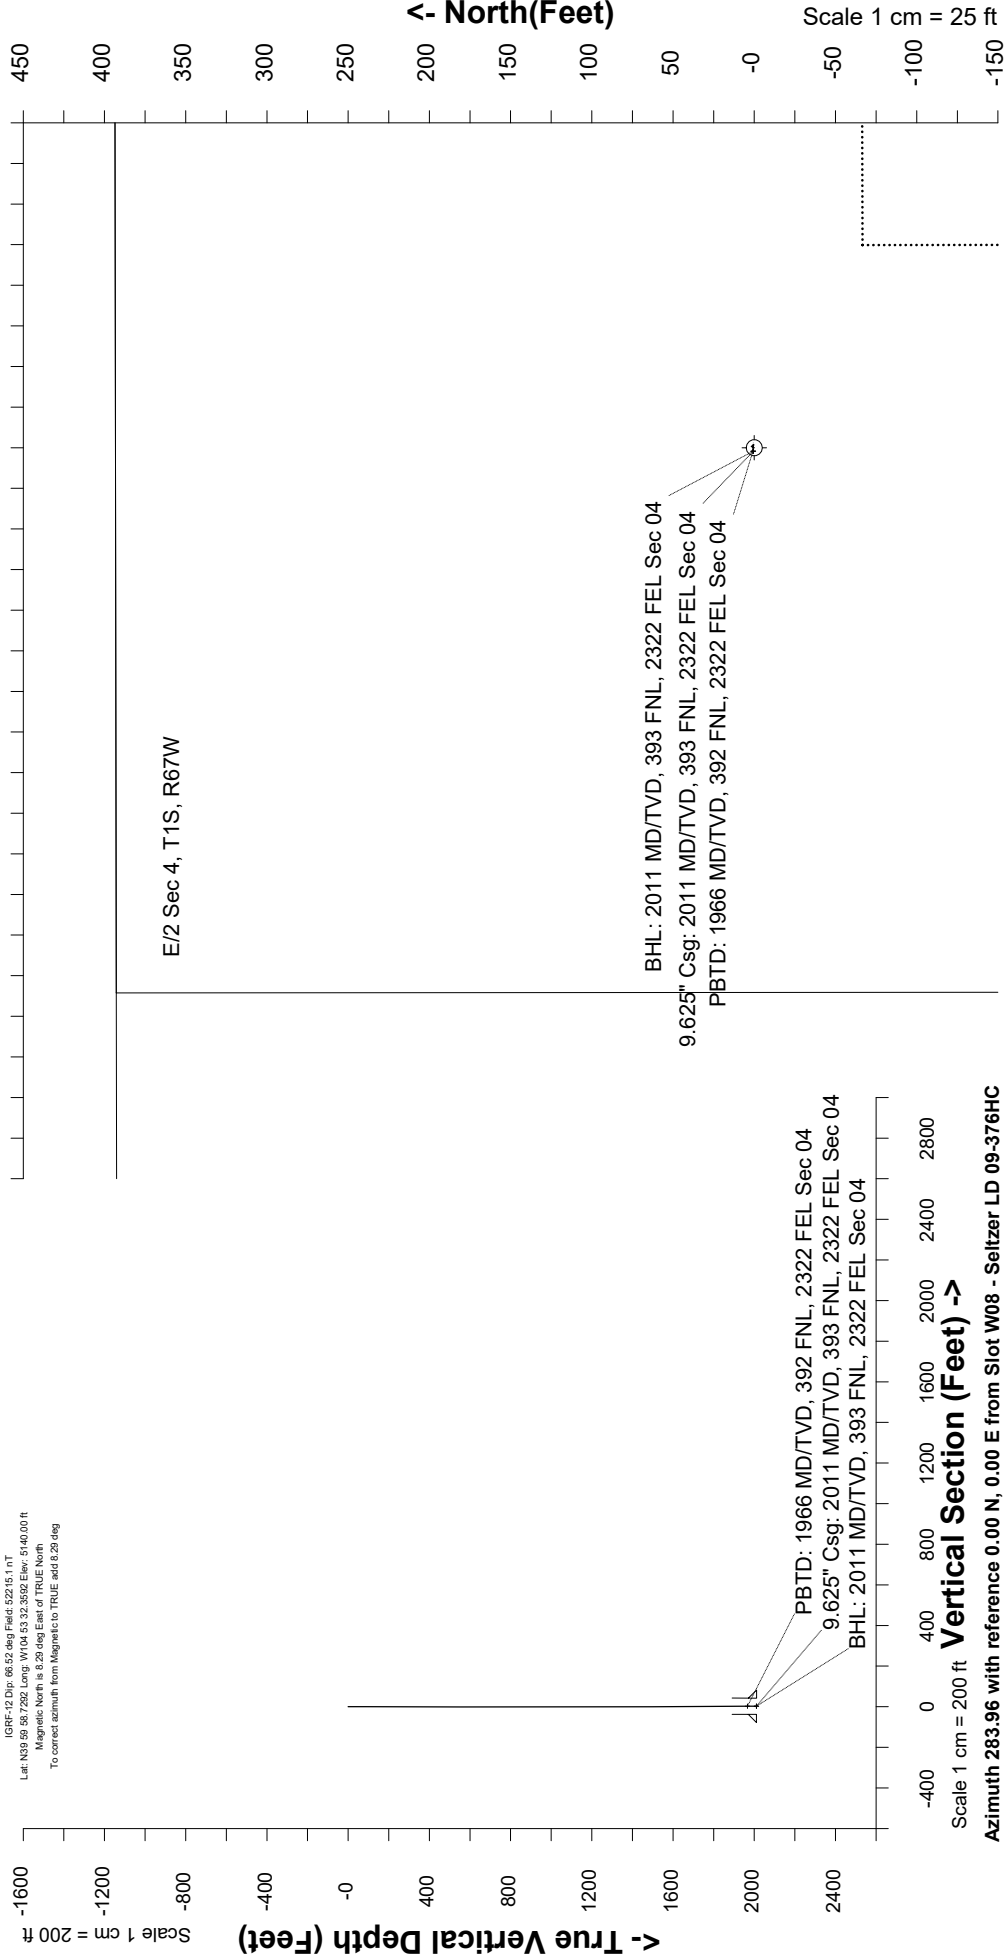 IGRF-12 Dip: 66.52 deg Field: 52215.1 nT
Lat: N39 59 58.7292 Long: W104 53 32.3592 Elev: 5140.00 ft
Magnetic North is 8.29 deg East of TRUE North
To correct azimuth from Magnetic to TRUE add 8.29 deg
Scale 1 cm = 200 ft
-1600
-1200
-800
-0
400
800
1200
1600
2000
2400
<- True Vertical Depth (Feet)
PBTD: 1966 MD/TVD, 392 FNL, 2322 FEL Sec 04
9.625" Csg: 2011 MD/TVD, 393 FNL, 2322 FEL Sec 04
BHL: 2011 MD/TVD, 393 FNL, 2322 FEL Sec 04
-400
0
400
800
1200
1600
2000
2400
2800
Scale 1 cm = 200 ft
Vertical Section (Feet) ->
Azimuth 283.96 with reference 0.00 N, 0.00 E from Slot W08 - Seltzer LD 09-376HC
E/2 Sec 4, T1S, R67W
BHL: 2011 MD/TVD, 393 FNL, 2322 FEL Sec 04
9.625" Csg: 2011 MD/TVD, 393 FNL, 2322 FEL Sec 04
PBTD: 1966 MD/TVD, 392 FNL, 2322 FEL Sec 04
450
400
350
300
250
200
150
100
50
-0
-50
-100
-150
<- North(Feet)
Scale 1 cm = 25 ft